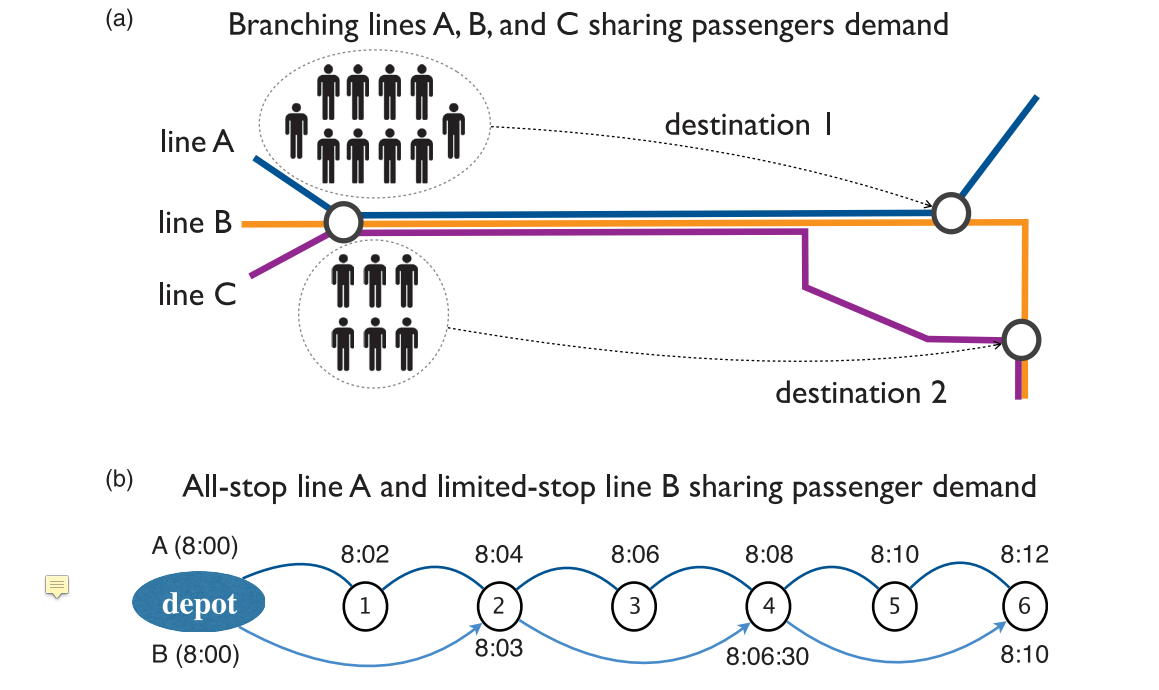 (a)
Branching lines A, B, and C sharing passengers demand
destination 1
line A
line B
line C
destination 2
(b)
All-stop line A and limited-stop line B sharing passenger demand
A (8:00) 8:02 8:04 8:06 8:08 8:10 8:12
depot 1 2 3 4 5 6
B (8:00) 8:03 8:06:30 8:10